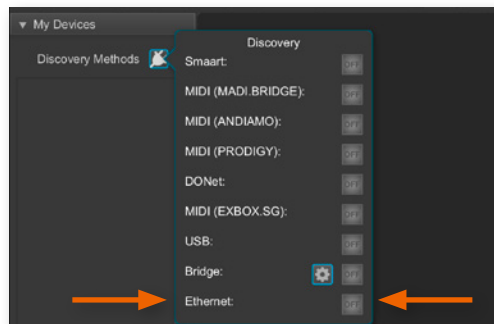 ▼ My Devices
Discovery Methods
Discovery
Smaart: OFF
MIDI (MADI.BRIDGE): OFF
MIDI (ANDIAMO): OFF
MIDI (PRODIGY): OFF
DONet: OFF
MIDI (EXBOX.SG): OFF
USB: OFF
Bridge: OFF
Ethernet: OFF